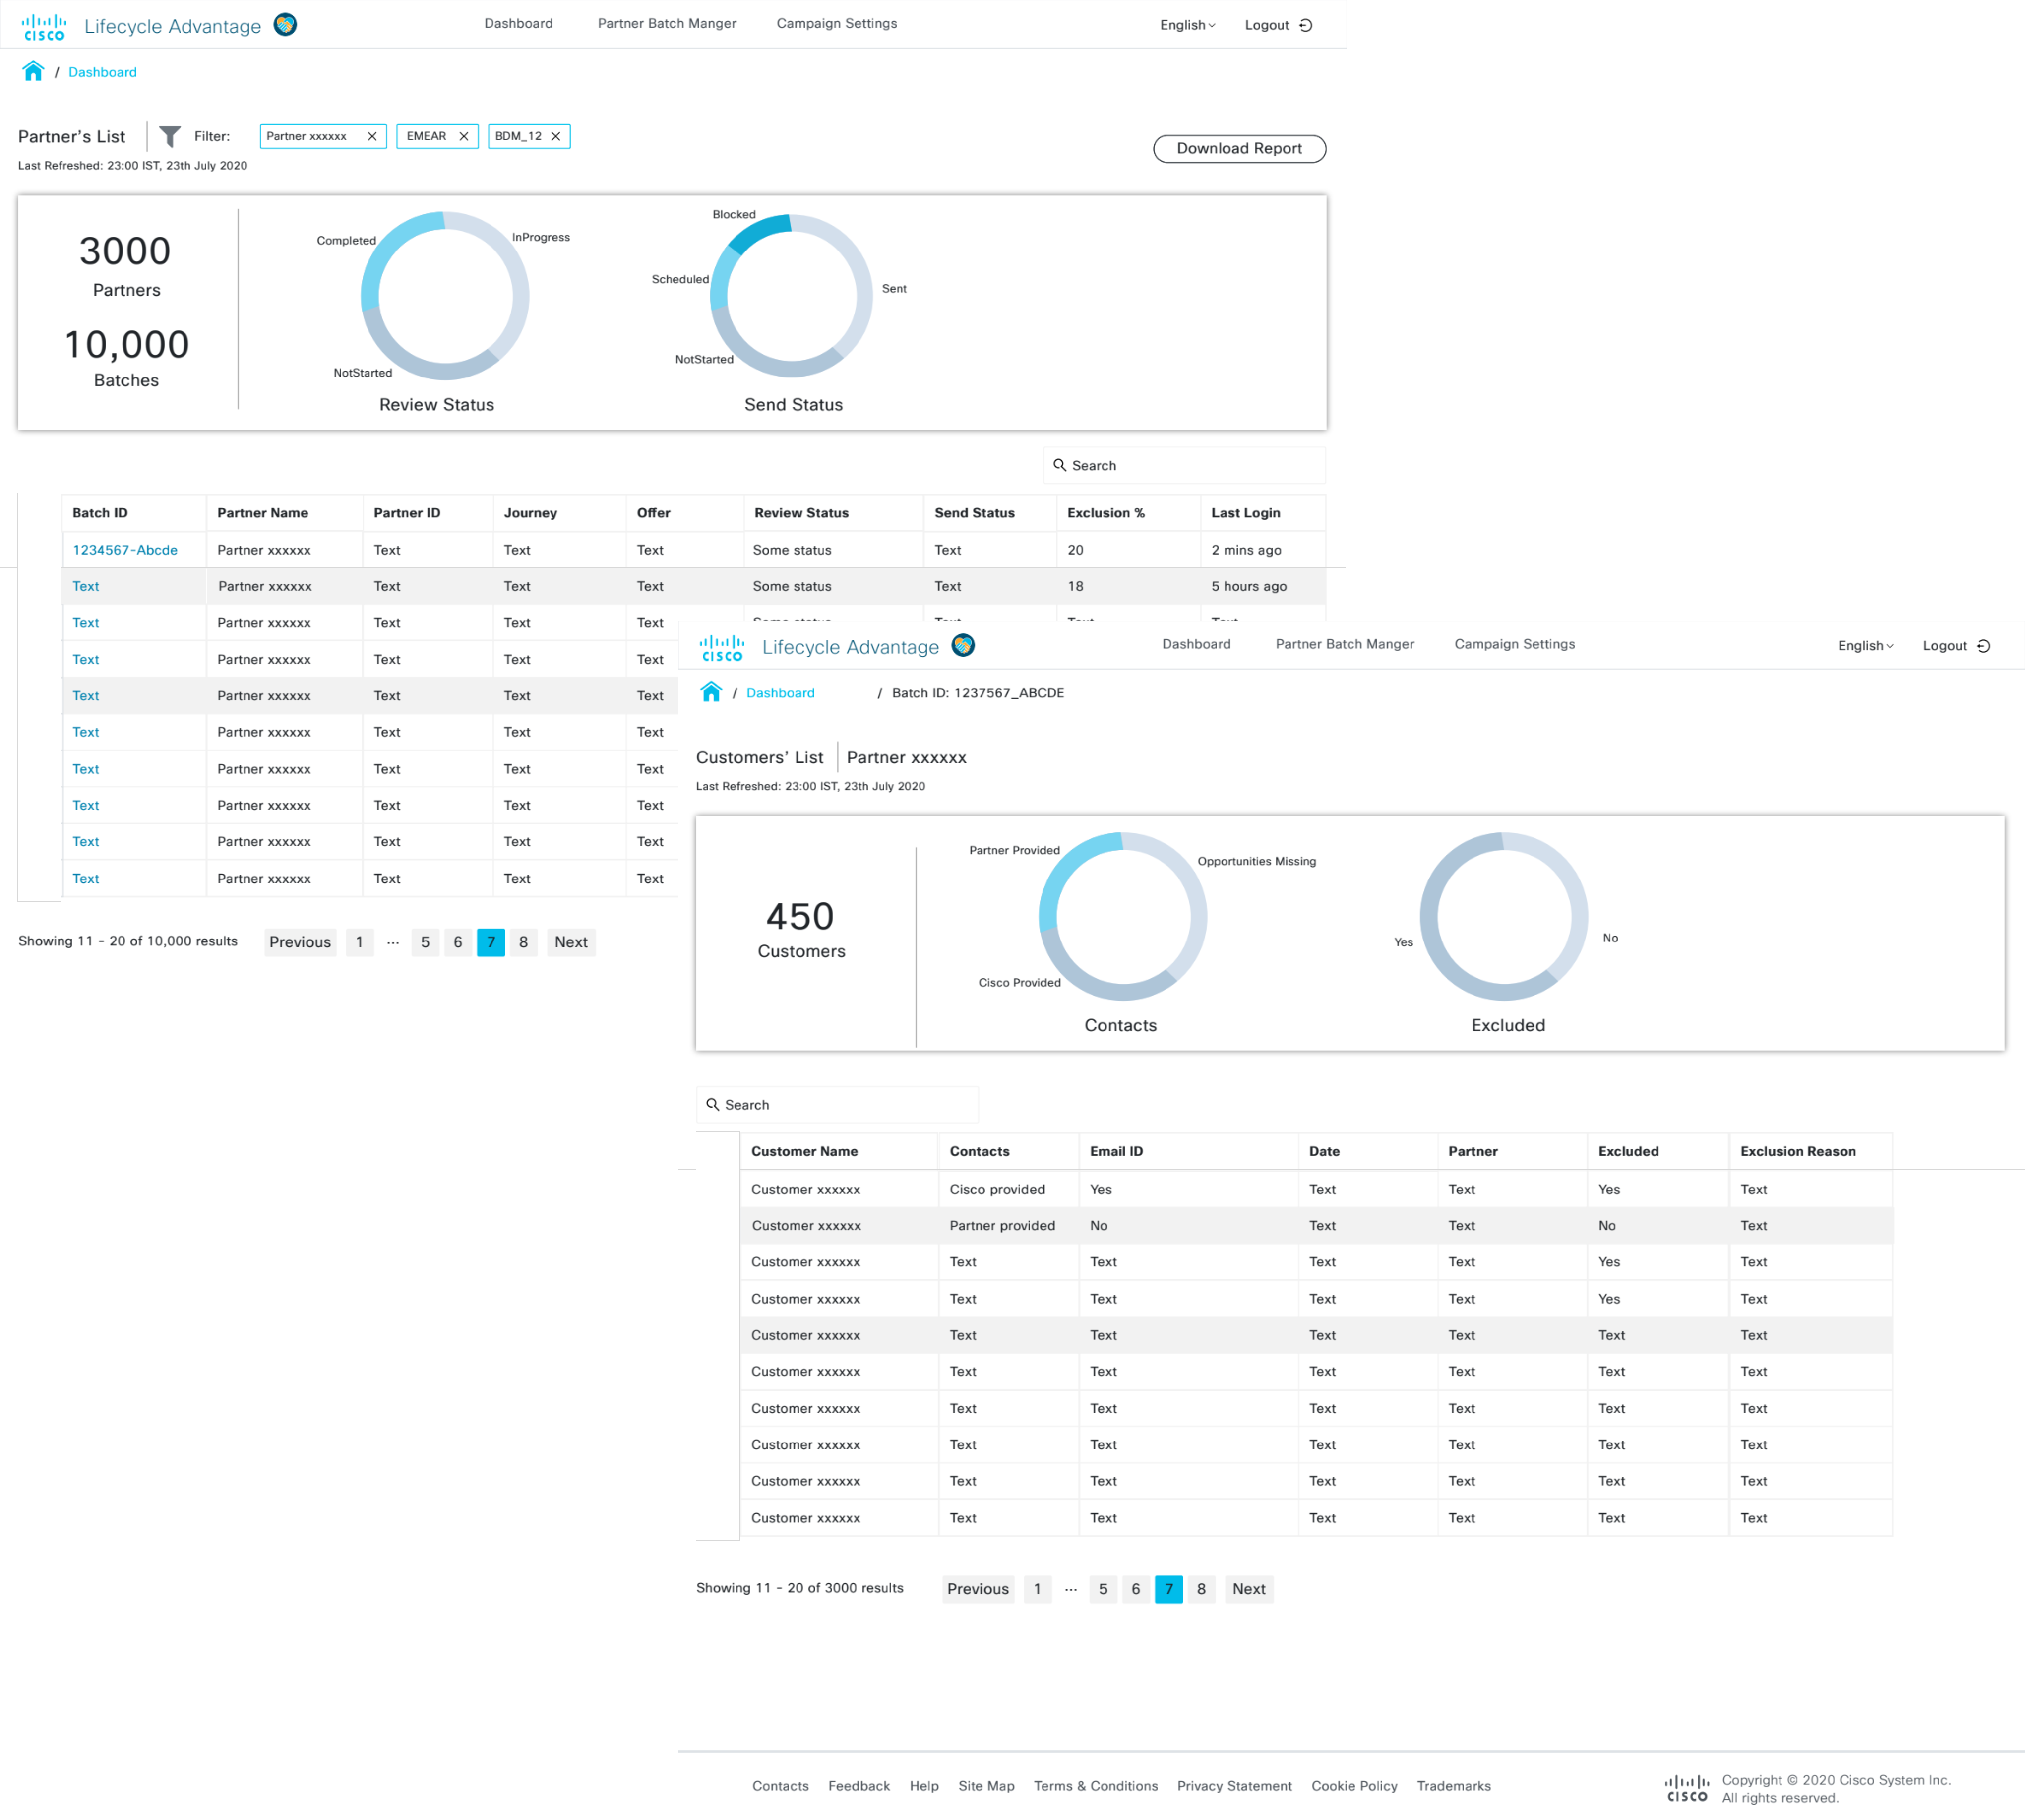 CISCO Lifecycle Advantage Dashboard Partner Batch Manger Campaign Settings English Logout
/ Dashboard
Partner's List Filter: Partner xxxxxx EMEAR BDM_12
Last Refreshed: 23:00 IST, 23th July 2020
Download Report
3000
Partners
10,000
Batches
Completed
InProgress
NotStarted
Review Status
Blocked
Scheduled
Sent
NotStarted
Send Status
Search
Batch ID Partner Name Partner ID Journey Offer Review Status Send Status Exclusion % Last Login
1234567-Abcde Partner xxxxxx Text Text Text Some status Text 20 2 mins ago
Text Partner xxxxxx Text Text Text Some status Text 18 5 hours ago
Text Partner xxxxxx Text Text Text
Text Partner xxxxxx Text Text Text
Text Partner xxxxxx Text Text Text
Text Partner xxxxxx Text Text Text
Text Partner xxxxxx Text Text Text
Text Partner xxxxxx Text Text Text
Text Partner xxxxxx Text Text Text
Text Partner xxxxxx Text Text Text
Showing 11 - 20 of 10,000 results Previous 1 ... 5 6 7 8 Next
CISCO Lifecycle Advantage Dashboard Partner Batch Manger Campaign Settings English Logout
/ Dashboard / Batch ID: 1237567_ABCDE
Customers' List Partner xxxxxx
Last Refreshed: 23:00 IST, 23th July 2020
450
Customers
Partner Provided
Opportunities Missing
Cisco Provided
Contacts
Yes
No
Excluded
Search
Customer Name Contacts Email ID Date Partner Excluded Exclusion Reason
Customer xxxxxx Cisco provided Yes Text Text Yes Text
Customer xxxxxx Partner provided No Text Text No Text
Customer xxxxxx Text Text Text Text Yes Text
Customer xxxxxx Text Text Text Text Yes Text
Customer xxxxxx Text Text Text Text Text Text
Customer xxxxxx Text Text Text Text Text Text
Customer xxxxxx Text Text Text Text Text Text
Customer xxxxxx Text Text Text Text Text Text
Customer xxxxxx Text Text Text Text Text Text
Customer xxxxxx Text Text Text Text Text Text
Showing 11 - 20 of 3000 results Previous 1 ... 5 6 7 8 Next
Contacts Feedback Help Site Map Terms & Conditions Privacy Statement Cookie Policy Trademarks
CISCO
Copyright © 2020 Cisco System Inc.
All rights reserved.